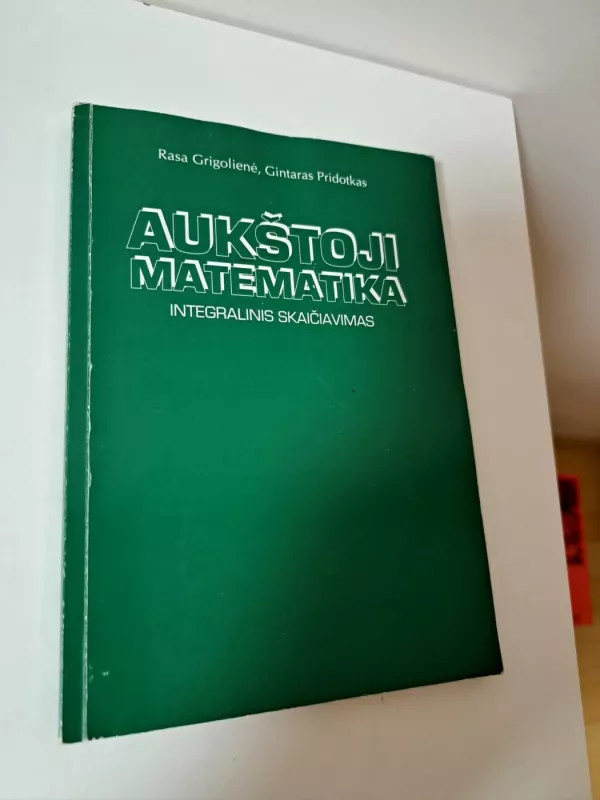 Rasa Grigolienė, Gintaras Pridotkas
AUKŠTOJI
MATEMATIKA
INTEGRALINIS SKAIČIAVIMAS